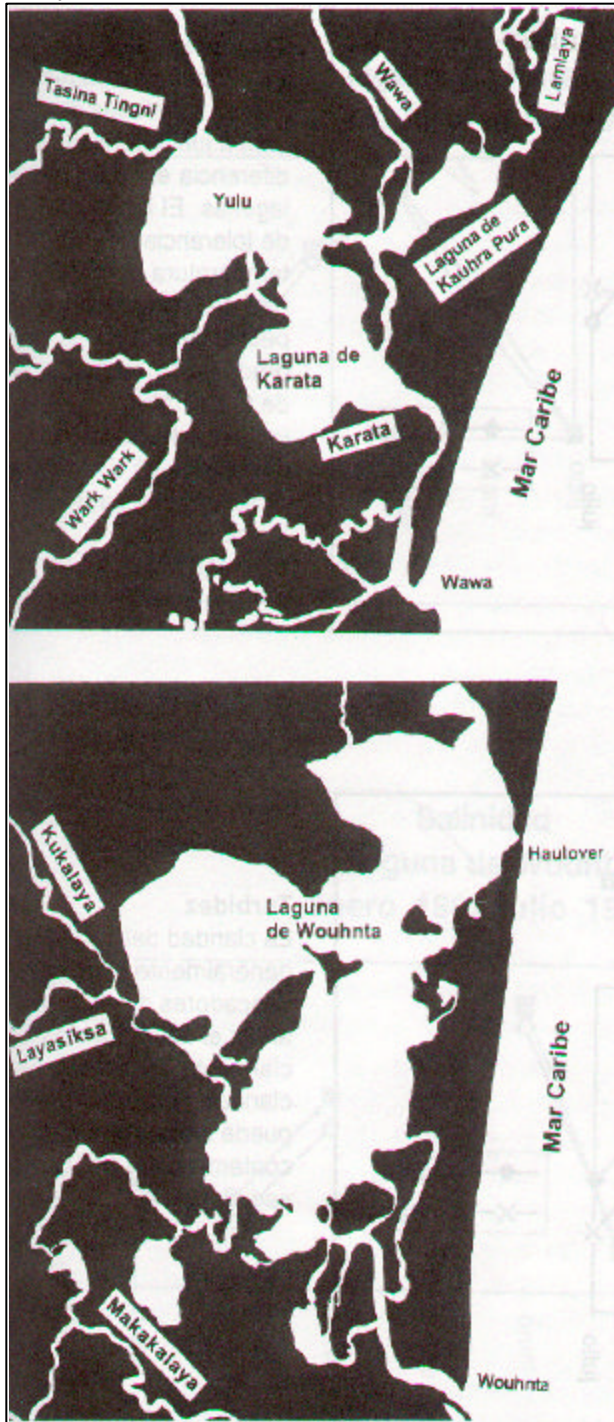 Tasina Tingni
Wawa
Lamlaya
Yulu
Laguna de
Kauhra Pura
Laguna de
Karata
Karata
Wark Wark
Mar Caribe
Wawa
Kukalaya
Haulover
Laguna
de Wouhnta
Layasiksa
Mar Caribe
Makakalaya
Wouhnta